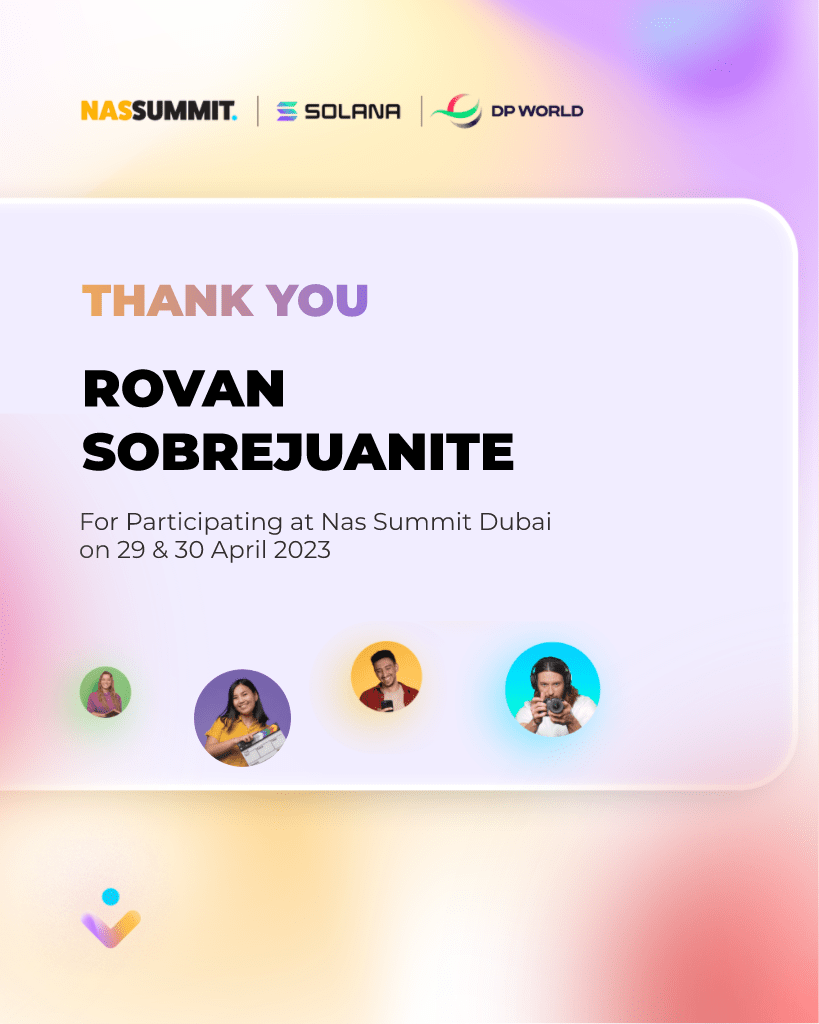 NASSUMMIT. SOLANA DP WORLD
THANK YOU
ROVAN
SOBREJUANITE
For Participating at Nas Summit Dubai
on 29 & 30 April 2023